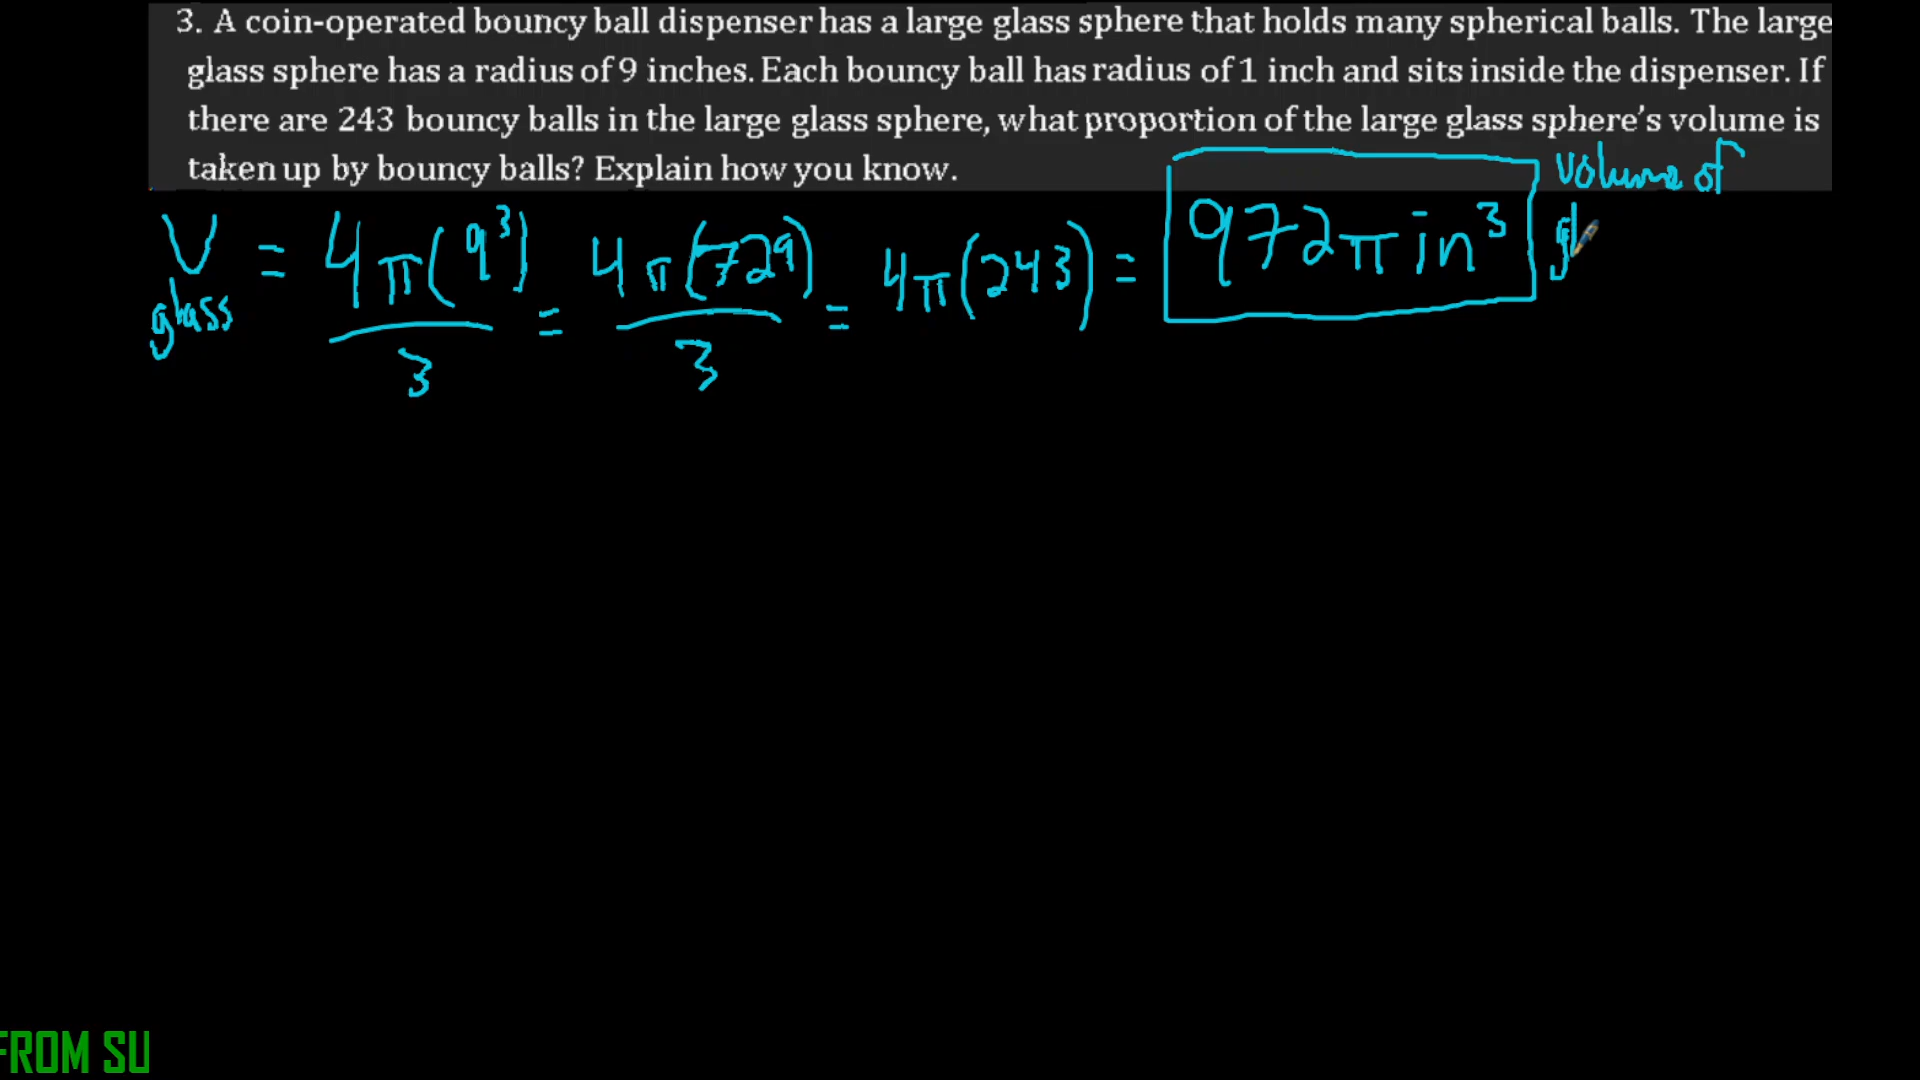 3. A coin-operated bouncy ball dispenser has a large glass sphere that holds many spherical balls. The large
glass sphere has a radius of 9 inches. Each bouncy ball has radius of 1 inch and sits inside the dispenser. If
there are 243 bouncy balls in the large glass sphere, what proportion of the large glass sphere's volume is
taken up by bouncy balls? Explain how you know.
volume of
V glass = 4π(9³)/3 = 4π(729)/3 = 4π(243) = 972π in³ gl
FROM SU